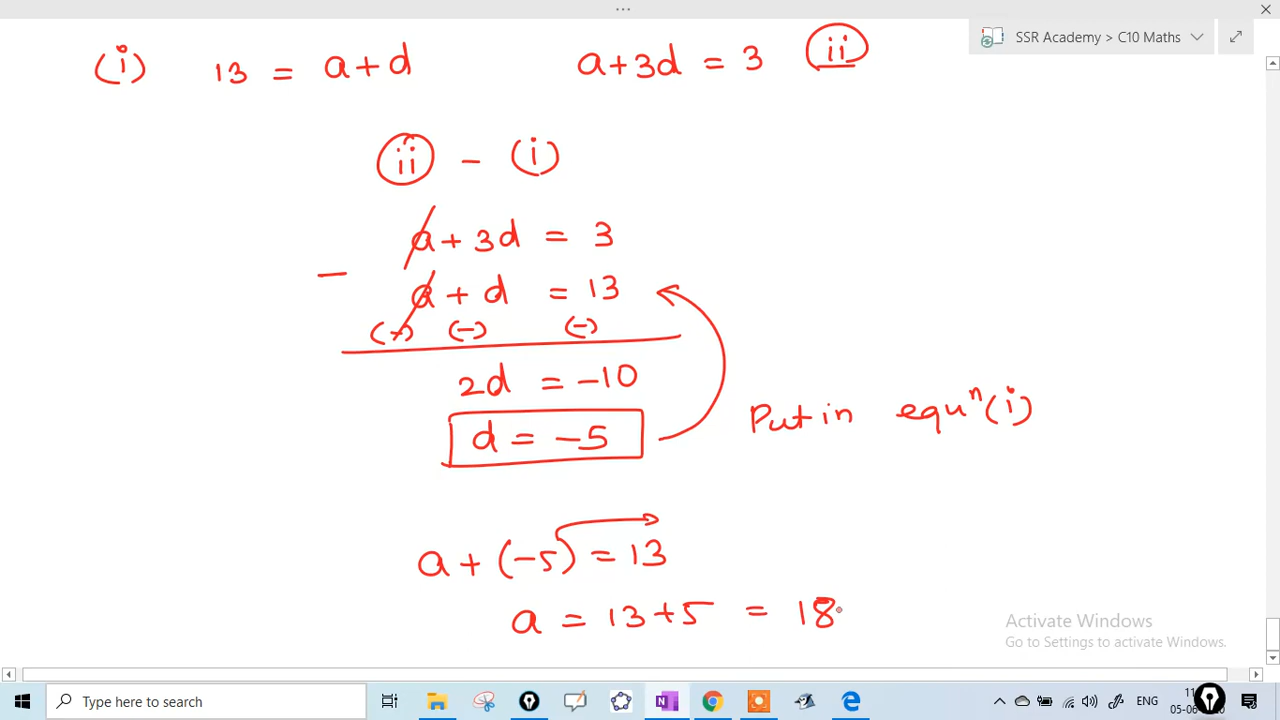 ...
SSR Academy > C10 Maths
(i) 13 = a+d a+3d = 3 (ii)
(ii) - (i)
a + 3d = 3
- a + d = 13
(-) (-) (-)
2d = -10
d = -5
Put in equⁿ(i)
a + (-5) = 13
a = 13+5 = 18
Activate Windows
Go to Settings to activate Windows.
Type here to search
ENG